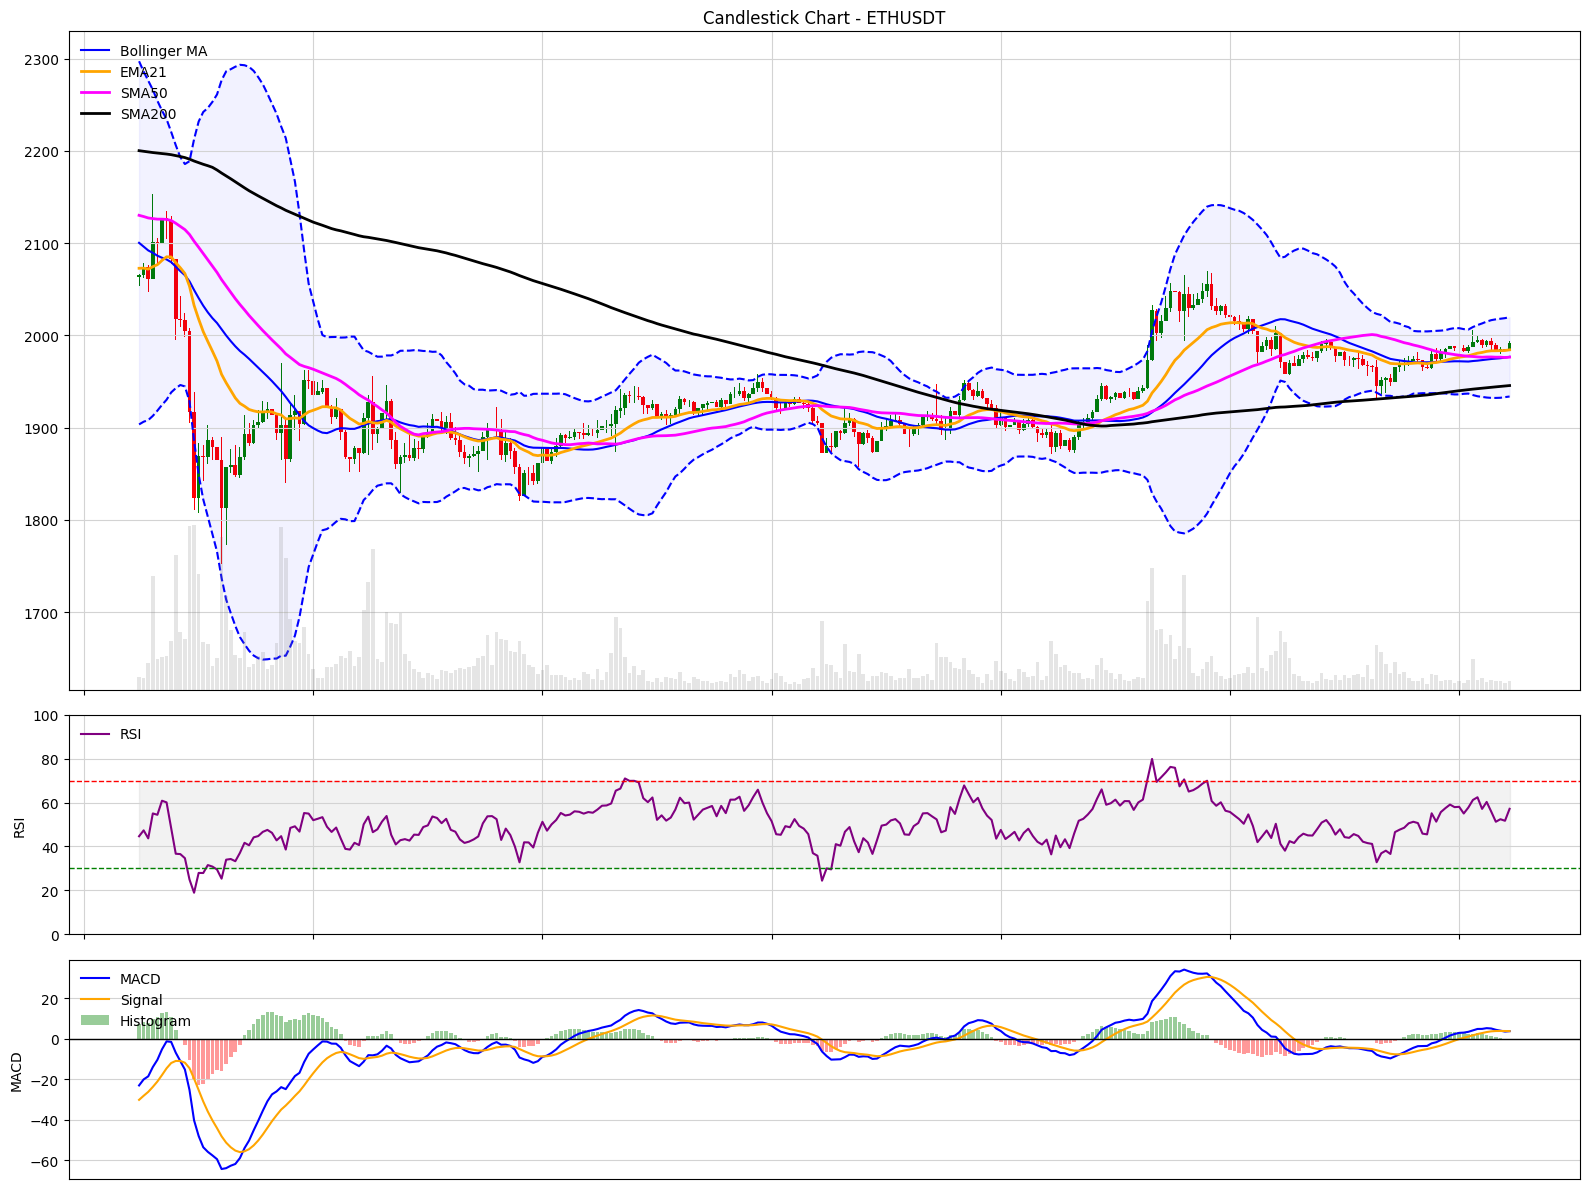 Candlestick Chart - ETHUSDT
Bollinger MA
EMA21
SMA50
SMA200
2300
2200
2100
2000
1900
1800
1700
RSI
100
80
60
40
20
0
RSI
MACD
Signal
Histogram
20
0
−20
−40
−60
MACD